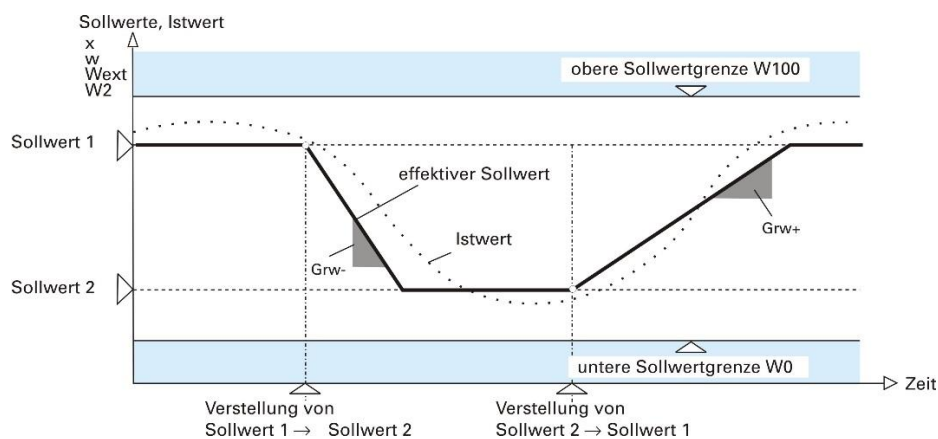 Sollwerte, Istwert
x
w
Wext
W2
obere Sollwertgrenze W100
Sollwert 1
effektiver Sollwert
Istwert
Grw-
Grw+
Sollwert 2
untere Sollwertgrenze W0
Zeit
Verstellung von
Sollwert 1 → Sollwert 2
Verstellung von
Sollwert 2 → Sollwert 1